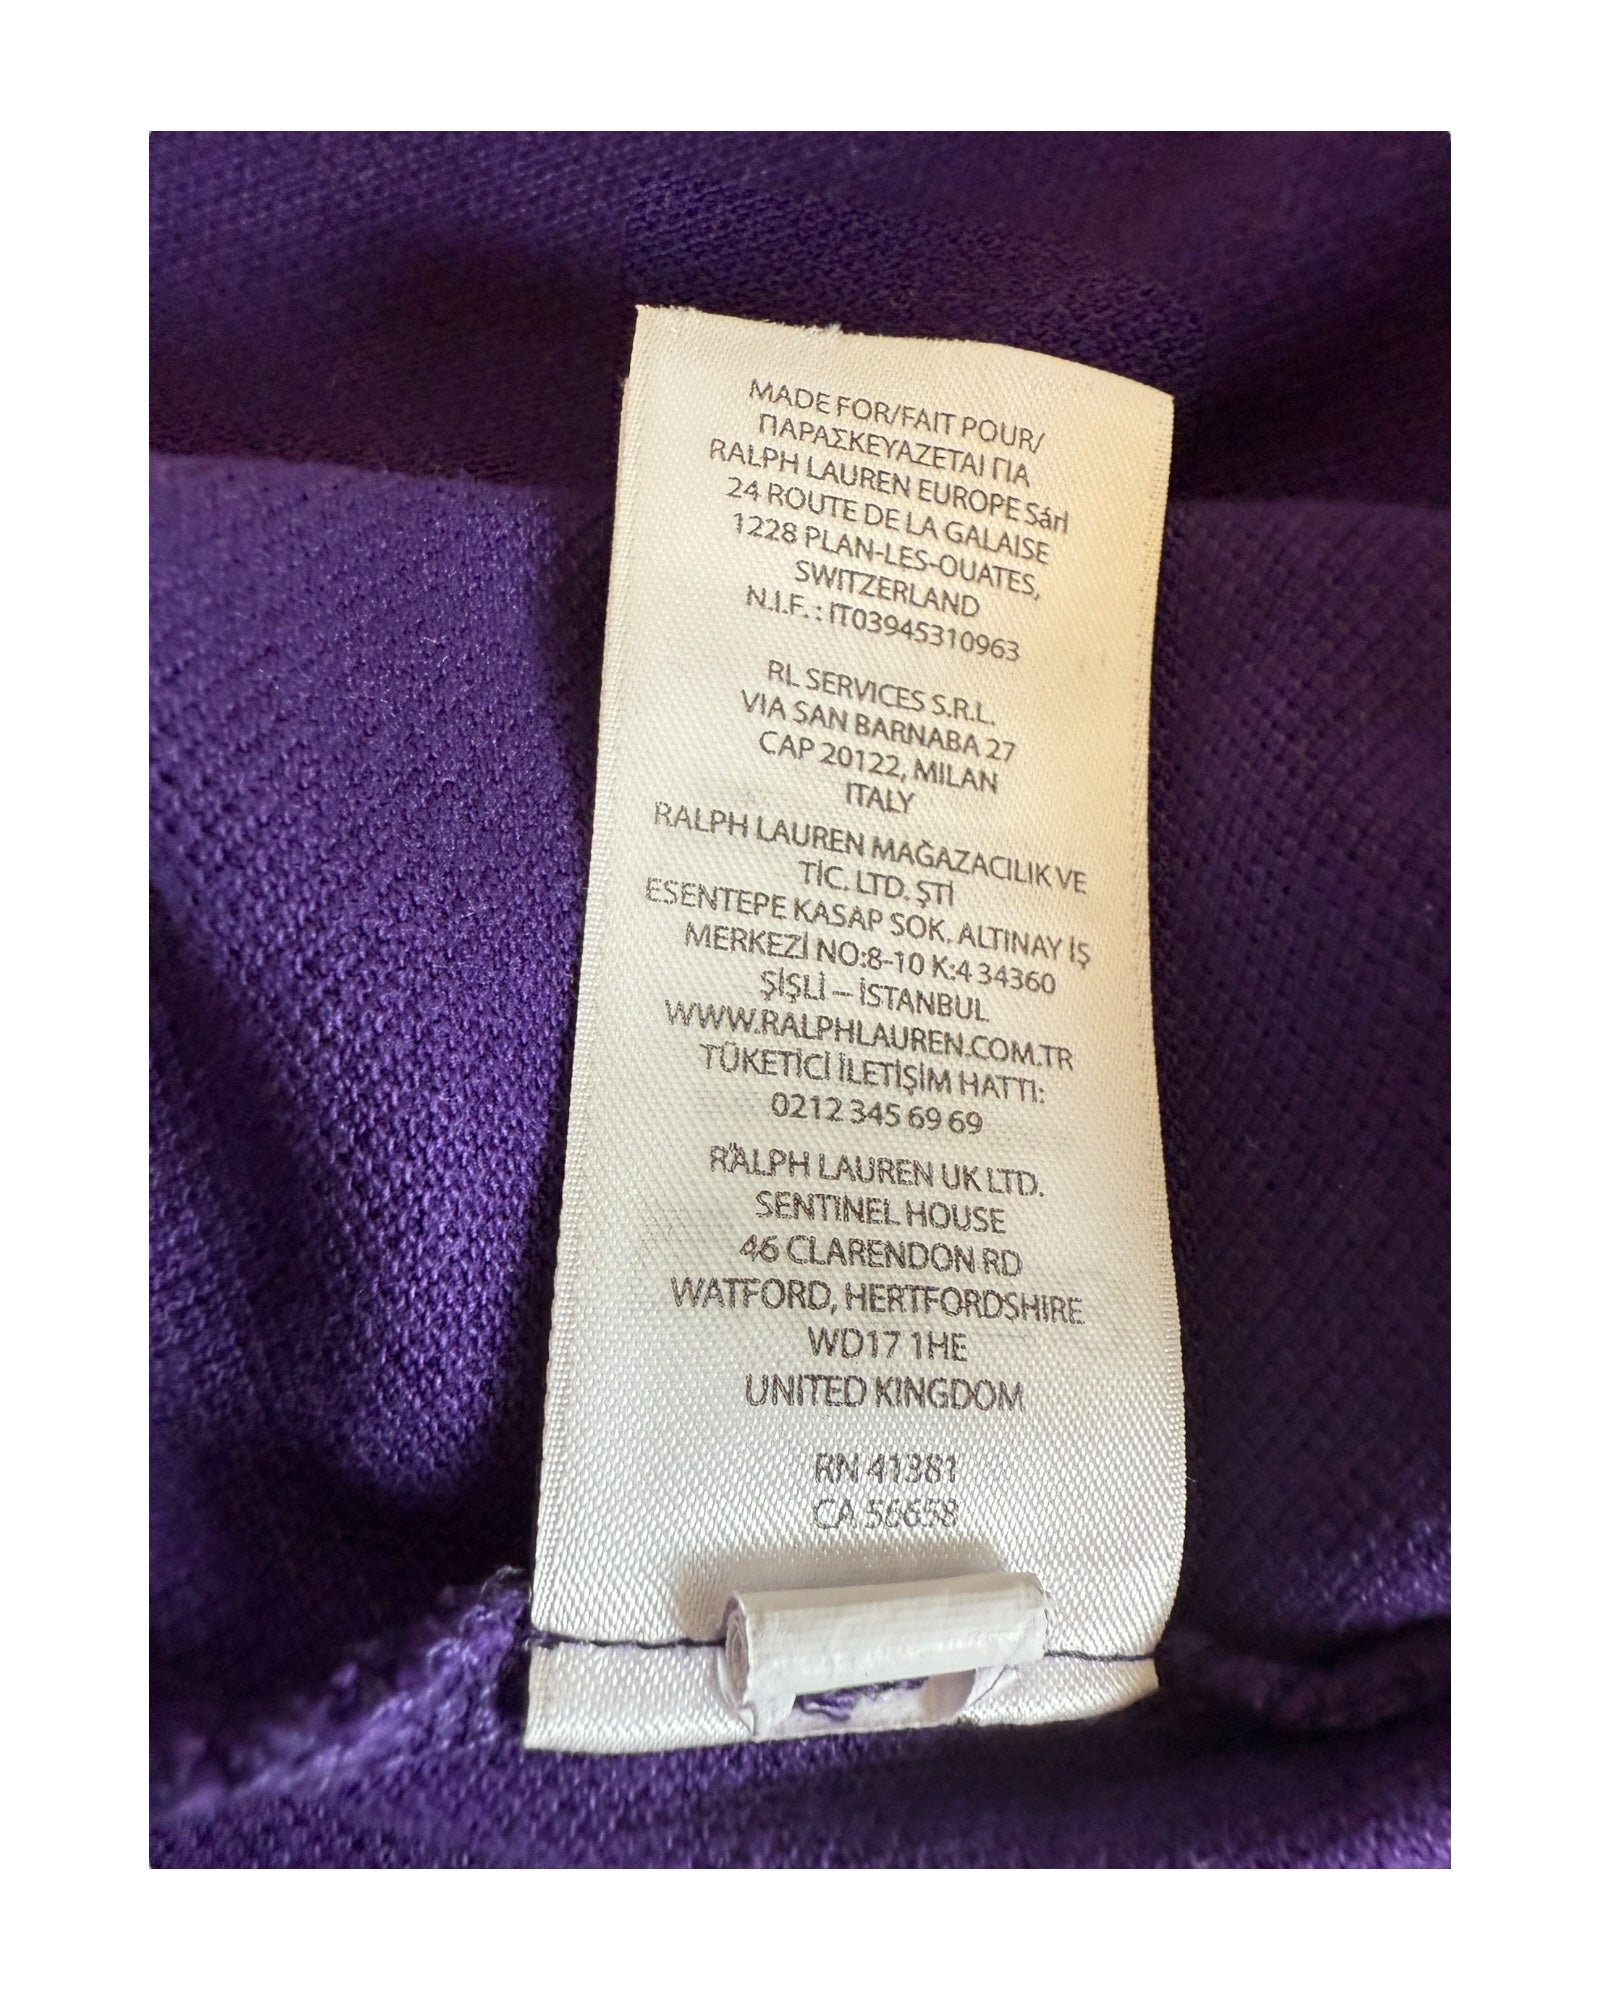 MADE FOR/FAIT POUR/
ΠΑΡΑΣΚΕΥΑΖΕΤΑΙ ΓΙΑ
RALPH LAUREN EUROPE Sárl
24 ROUTE DE LA GALAISE
1228 PLAN-LES-OUATES,
SWITZERLAND
N.I.F. : IT03945310963
RL SERVICES S.R.L.
VIA SAN BARNABA 27
CAP 20122, MILAN
ITALY
RALPH LAUREN MAĞAZACILIK VE
TİC. LTD. ŞTİ
ESENTEPE KASAP SOK. ALTINAY İŞ
MERKEZİ NO:8-10 K:4 34360
ŞİŞLİ – İSTANBUL
WWW.RALPHLAUREN.COM.TR
TÜKETİCİ İLETİŞİM HATTI:
0212 345 69 69
RALPH LAUREN UK LTD.
SENTINEL HOUSE
46 CLARENDON RD
WATFORD, HERTFORDSHIRE
WD17 1HE
UNITED KINGDOM
RN 41381
CA 56658